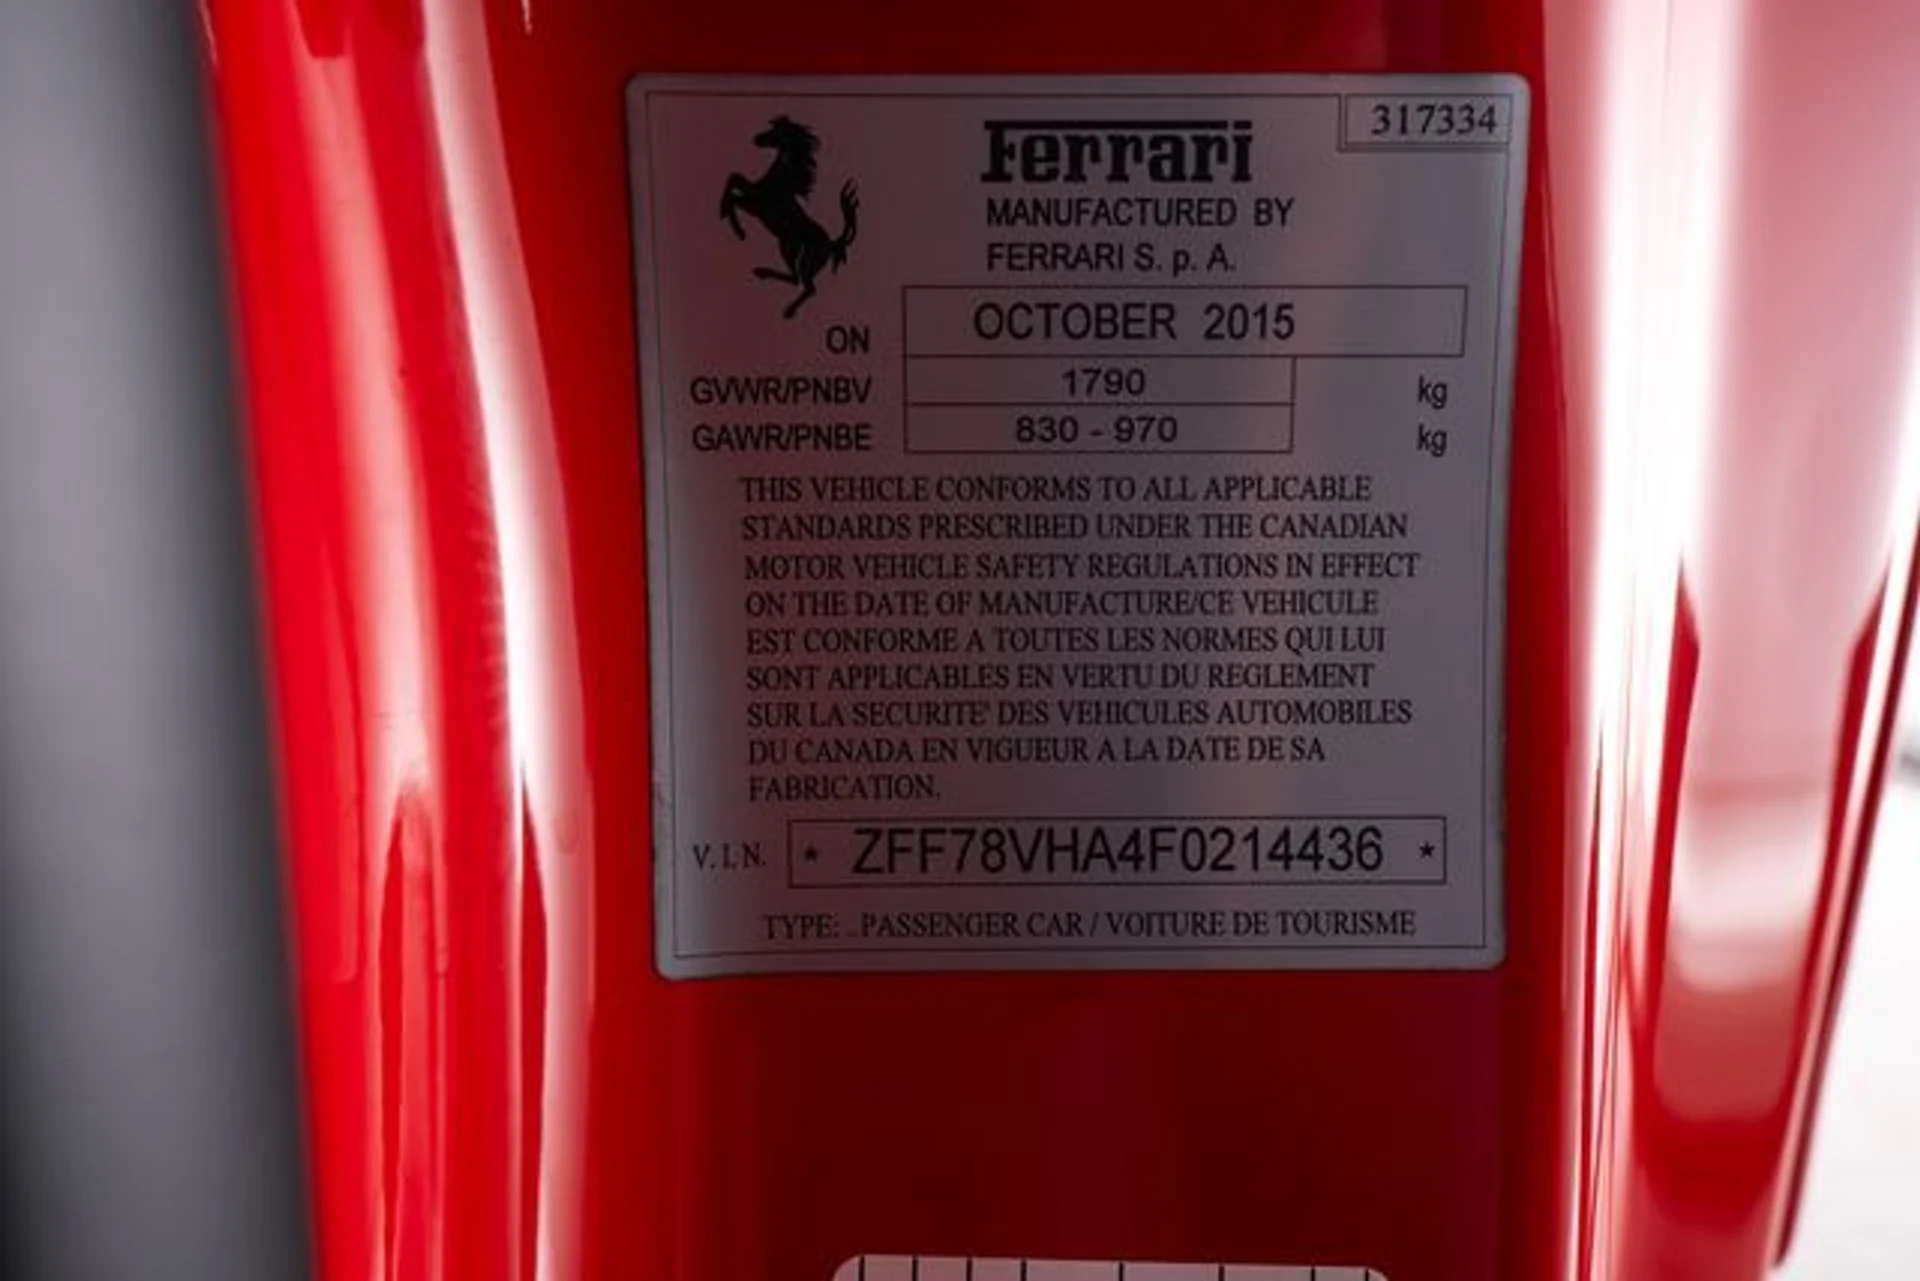 317334
Ferrari
MANUFACTURED BY
FERRARI S. p. A.
ON OCTOBER 2015
GVWR/PNBV 1790 kg
GAWR/PNBE 830 - 970 kg
THIS VEHICLE CONFORMS TO ALL APPLICABLE
STANDARDS PRESCRIBED UNDER THE CANADIAN
MOTOR VEHICLE SAFETY REGULATIONS IN EFFECT
ON THE DATE OF MANUFACTURE/CE VEHICULE
EST CONFORME A TOUTES LES NORMES QUI LUI
SONT APPLICABLES EN VERTU DU REGLEMENT
SUR LA SECURITE' DES VEHICULES AUTOMOBILES
DU CANADA EN VIGUEUR A LA DATE DE SA
FABRICATION.
V.I.N. * ZFF78VHA4F0214436 *
TYPE: PASSENGER CAR / VOITURE DE TOURISME